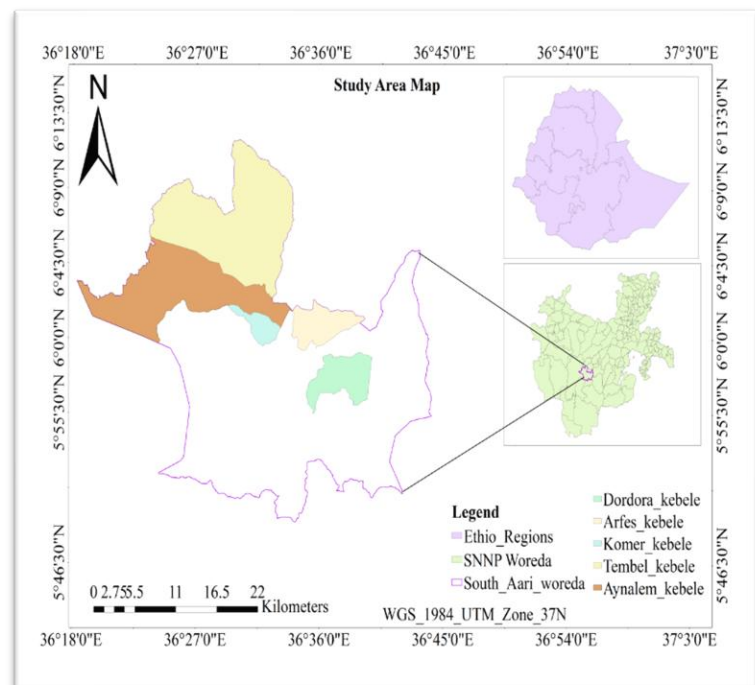 36°18'0"E 36°27'0"E 36°36'0"E 36°45'0"E 36°54'0"E 37°3'0"E
Study Area Map
N
6°13'30"N 6°13'30"N
6°9'0"N 6°9'0"N
6°4'30"N 6°4'30"N
6°0'0"N 6°0'0"N
5°55'30"N 5°55'30"N
5°46'30"N 5°46'30"N
Legend
Ethio_Regions
SNNP Woreda
South_Aari_woreda
Dordora_kebele
Arfes_kebele
Komer_kebele
Tembel_kebele
Aynalem_kebele
0 2.755.5 11 16.5 22
Kilometers
WGS_1984_UTM_Zone_37N
36°18'0"E 36°27'0"E 36°36'0"E 36°45'0"E 36°54'0"E 37°3'0"E